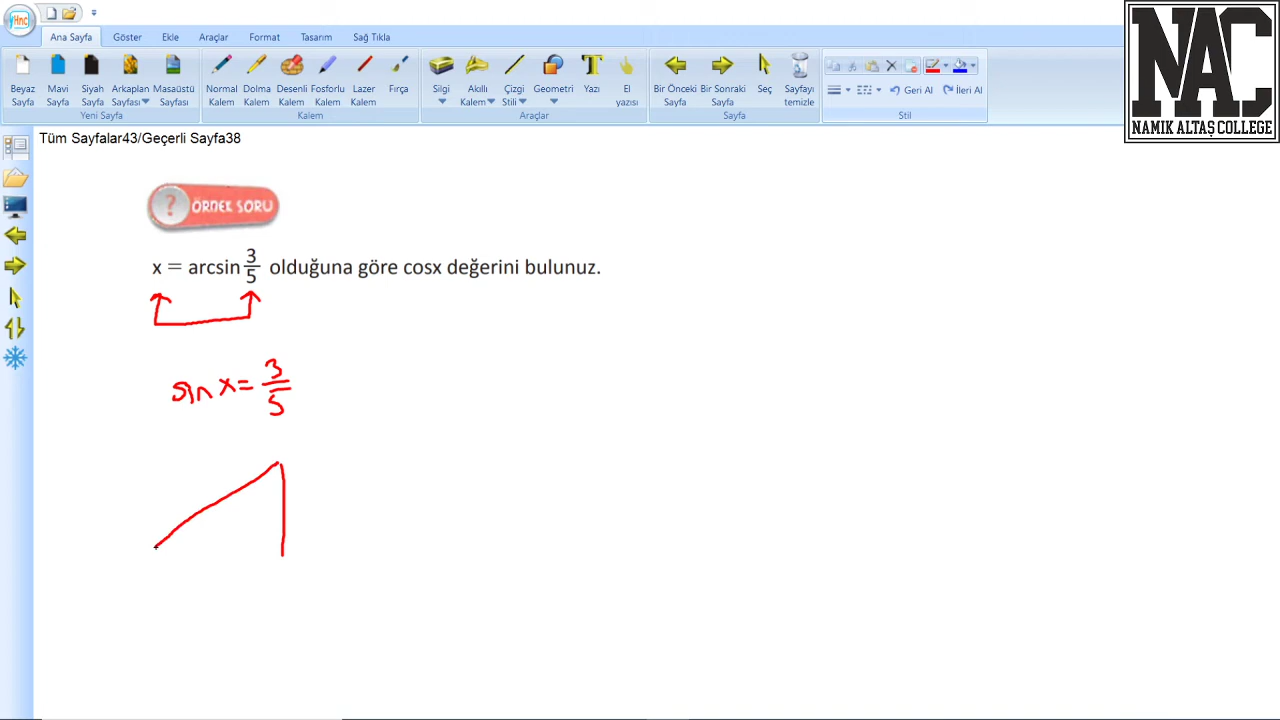 Hnc
Ana Sayfa Göster Ekle Araçlar Format Tasarım Sağ Tıkla
Beyaz Sayfa Mavi Sayfa Siyah Sayfa Arkaplan Sayfası Masaüstü Sayfası
Yeni Sayfa
Normal Kalem Dolma Kalem Desenli Kalem Fosforlu Kalem Lazer Kalem Fırça
Kalem
Silgi Akıllı Kalem Çizgi Stili Geometri Yazı El yazısı
Araçlar
Bir Önceki Sayfa Bir Sonraki Sayfa Seç Sayfayı temizle
Sayfa
Geri Al İleri Al
Stil
NAC
NAMIK ALTAŞ COLLEGE
Tüm Sayfalar43/Geçerli Sayfa38
? ÖRNEK SORU
x = arcsin 3/5 olduğuna göre cosx değerini bulunuz.
sin x = 3/5